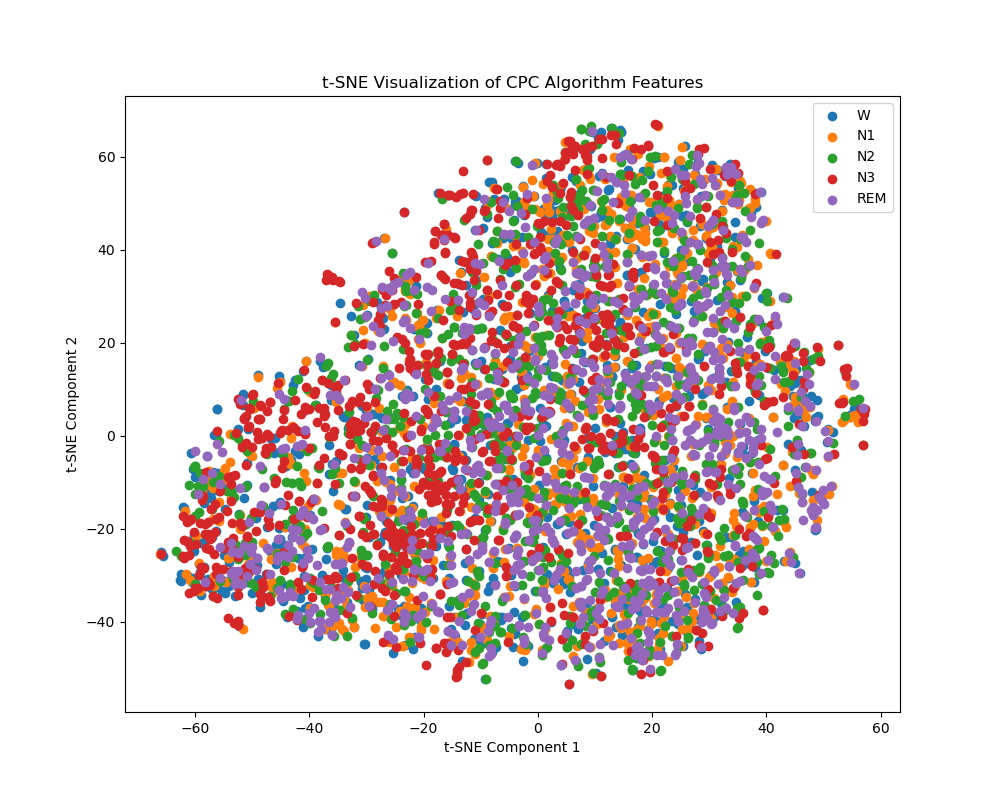 t-SNE Visualization of CPC Algorithm Features
W
N1
N2
N3
REM
60
40
20
0
−20
−40
t-SNE Component 2
−60 −40 −20 0 20 40 60
t-SNE Component 1